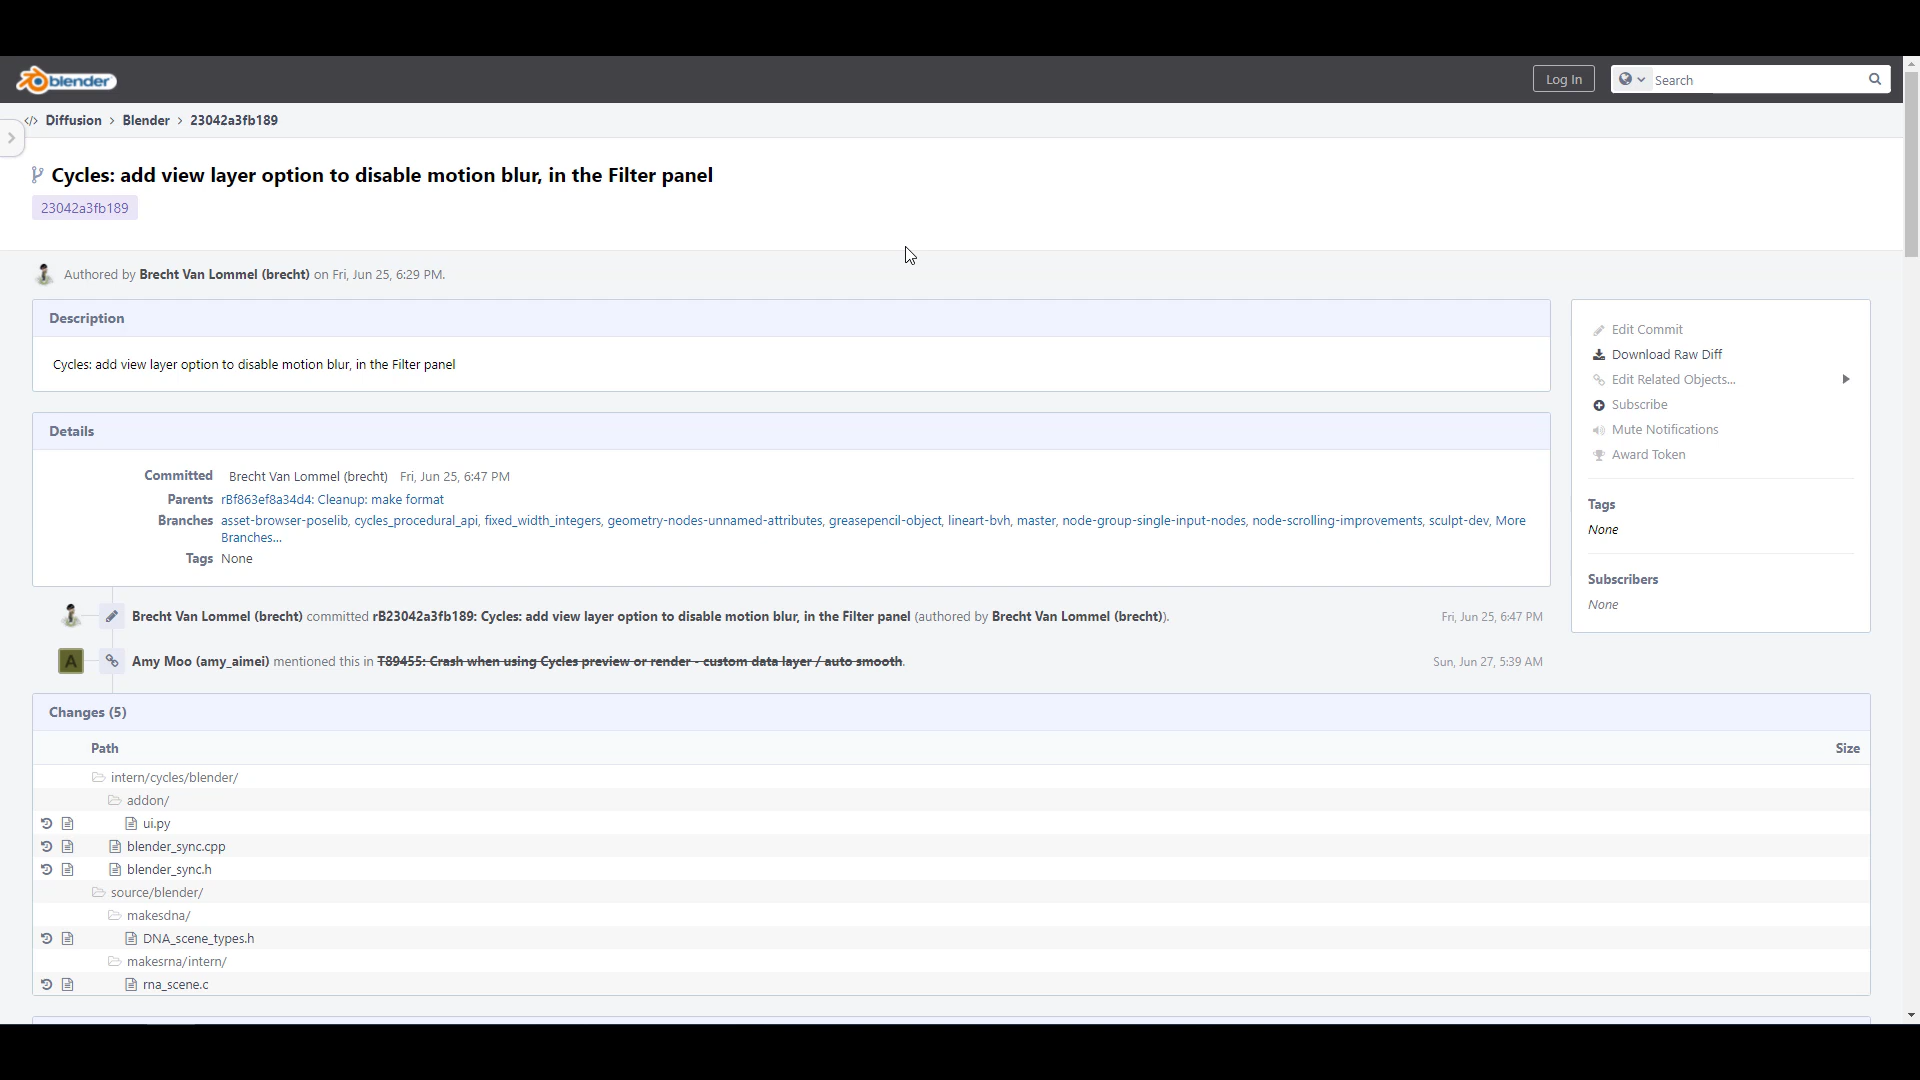 blender
Log In
Search
Diffusion > Blender > 23042a3fb189
Cycles: add view layer option to disable motion blur, in the Filter panel
23042a3fb189
Authored by Brecht Van Lommel (brecht) on Fri, Jun 25, 6:29 PM.
Description
Cycles: add view layer option to disable motion blur, in the Filter panel
Details
Committed Brecht Van Lommel (brecht) Fri, Jun 25, 6:47 PM
Parents rBf863ef8a34d4: Cleanup: make format
Branches asset-browser-poselib, cycles_procedural_api, fixed_width_integers, geometry-nodes-unnamed-attributes, greasepencil-object, lineart-bvh, master, node-group-single-input-nodes, node-scrolling-improvements, sculpt-dev, More
Branches...
Tags None
Brecht Van Lommel (brecht) committed rB23042a3fb189: Cycles: add view layer option to disable motion blur, in the Filter panel (authored by Brecht Van Lommel (brecht)). Fri, Jun 25, 6:47 PM
A Amy Moo (amy_aimei) mentioned this in T89455: Crash when using Cycles preview or render - custom data layer / auto smooth. Sun, Jun 27, 5:39 AM
Edit Commit
Download Raw Diff
Edit Related Objects...
Subscribe
Mute Notifications
Award Token
Tags
None
Subscribers
None
Changes (5)
Path Size
intern/cycles/blender/
addon/
ui.py
blender_sync.cpp
blender_sync.h
source/blender/
makesdna/
DNA_scene_types.h
makesrna/intern/
rna_scene.c